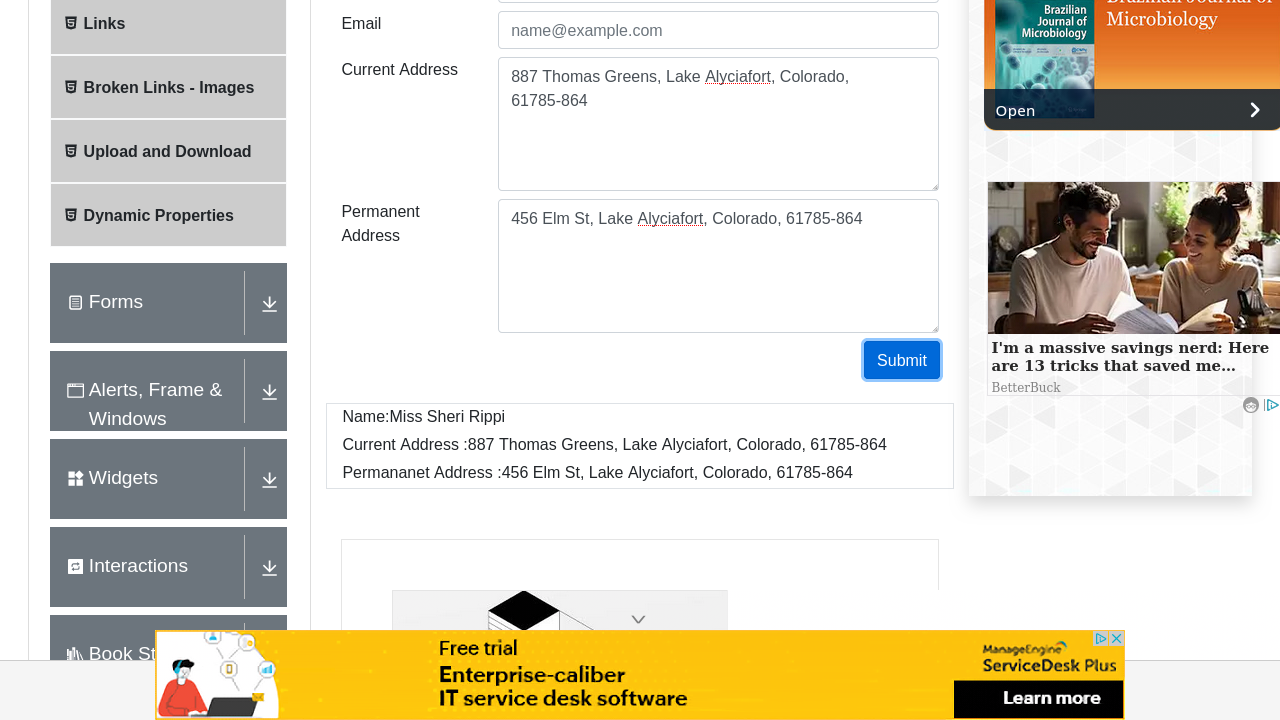 Links
Broken Links - Images
Upload and Download
Dynamic Properties
Forms
Alerts, Frame &
Windows
Widgets
Interactions
Book St
Email
name@example.com
Current Address
887 Thomas Greens, Lake Alyciafort, Colorado,
61785-864
Permanent
Address
456 Elm St, Lake Alyciafort, Colorado, 61785-864
Submit
Name:Miss Sheri Rippi
Current Address :887 Thomas Greens, Lake Alyciafort, Colorado, 61785-864
Permananet Address :456 Elm St, Lake Alyciafort, Colorado, 61785-864
Brazilian
Journal of
Microbiology
Brazilian Journal of
Microbiology
Open
I'm a massive savings nerd: Here
are 13 tricks that saved me...
BetterBuck
Free trial
Enterprise-caliber
IT service desk software
ManageEngine
ServiceDesk Plus
Learn more